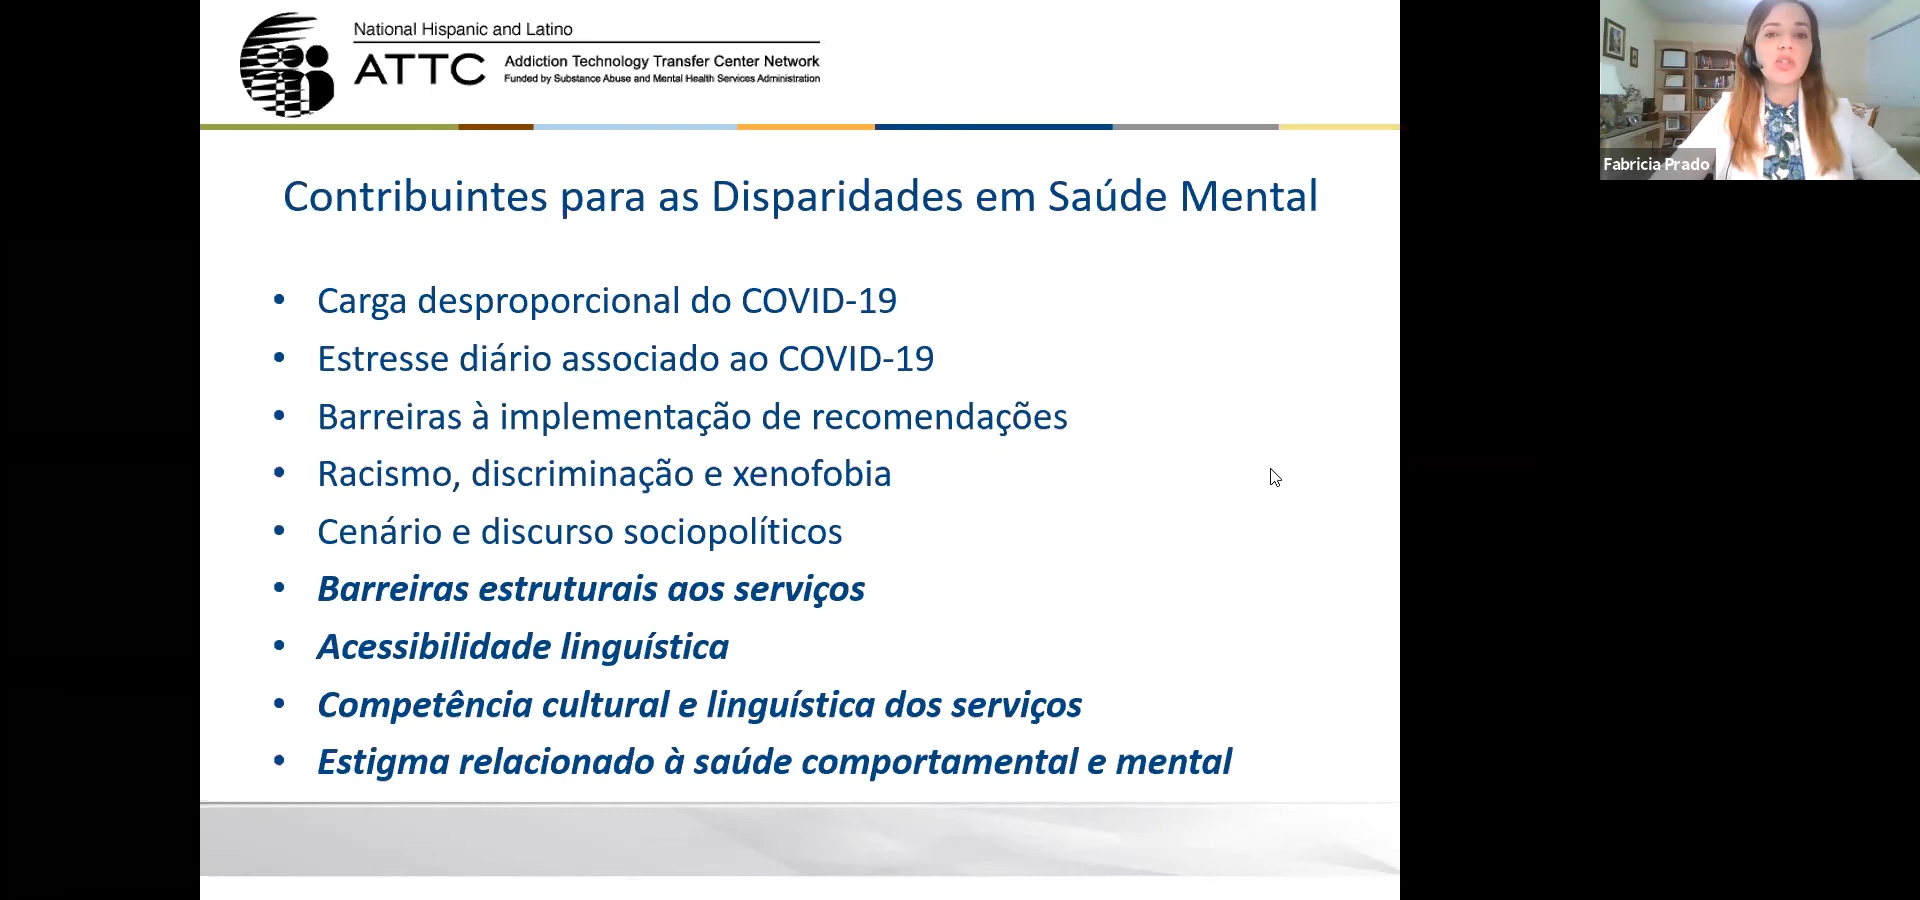 National Hispanic and Latino
ATTC
Addiction Technology Transfer Center Network
Funded by Substance Abuse and Mental Health Services Administration
Fabricia Prado
Contribuintes para as Disparidades em Saúde Mental
• Carga desproporcional do COVID-19
• Estresse diário associado ao COVID-19
• Barreiras à implementação de recomendações
• Racismo, discriminação e xenofobia
• Cenário e discurso sociopolíticos
• Barreiras estruturais aos serviços
• Acessibilidade linguística
• Competência cultural e linguística dos serviços
• Estigma relacionado à saúde comportamental e mental